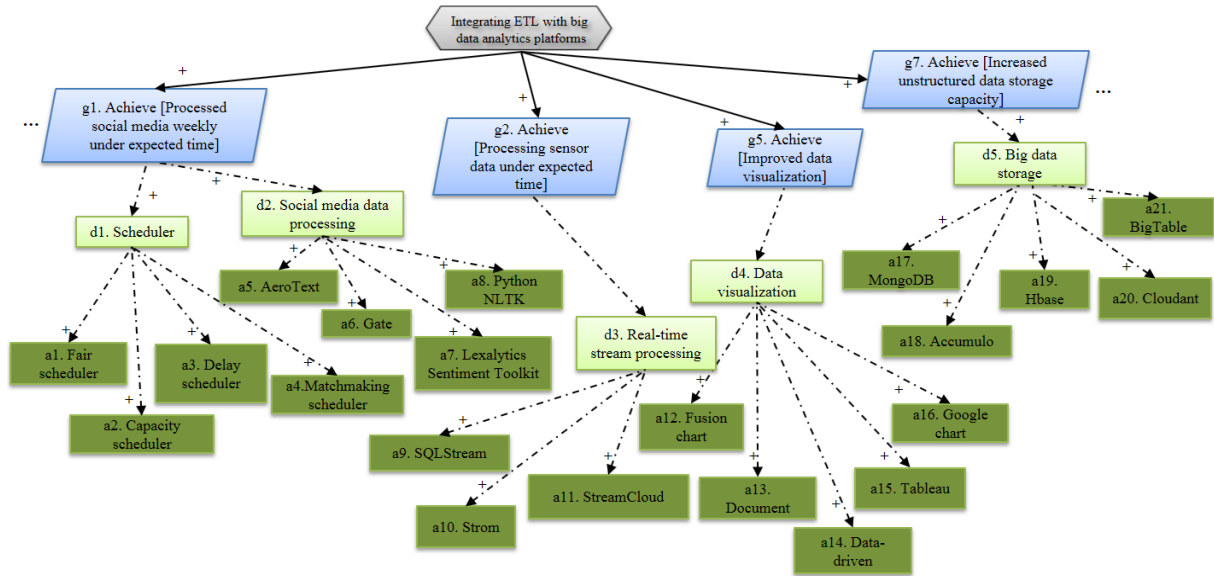 Integrating ETL with big
data analytics platforms
+
+
+
+
g1. Achieve [Processed
social media weekly
under expected time]
...
g2. Achieve
[Processing sensor
data under expected
time]
g5. Achieve
[Improved data
visualization]
g7. Achieve [Increased
unstructured data storage
capacity]
...
+
+
+
d1. Scheduler
d2. Social media data
processing
d3. Real-time
stream processing
d4. Data
visualization
d5. Big data
storage
+
+
+
+
a1. Fair
scheduler
a2. Capacity
scheduler
a3. Delay
scheduler
a4.Matchmaking
scheduler
+
+
+
+
a5. AeroText
a6. Gate
a7. Lexalytics
Sentiment Toolkit
a8. Python
NLTK
+
+
+
a9. SQLStream
a10. Strom
a11. StreamCloud
+
+
+
+
+
a12. Fusion
chart
a13.
Document
a14. Data-
driven
a15. Tableau
a16. Google
chart
+
+
+
+
+
a17.
MongoDB
a18. Accumulo
a19.
Hbase
a20. Cloudant
a21.
BigTable